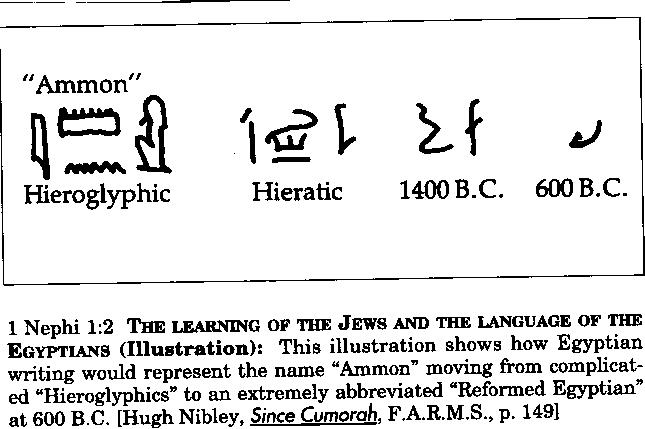 "Ammon"
𓇋𓏠𓈖
Hieroglyphic Hieratic 1400 B.C. 600 B.C.
1 Nephi 1:2 THE LEARNING OF THE JEWS AND THE LANGUAGE OF THE
EGYPTIANS (Illustration): This illustration shows how Egyptian
writing would represent the name "Ammon" moving from complicat-
ed "Hieroglyphics" to an extremely abbreviated "Reformed Egyptian"
at 600 B.C. [Hugh Nibley, Since Cumorah, F.A.R.M.S., p. 149]